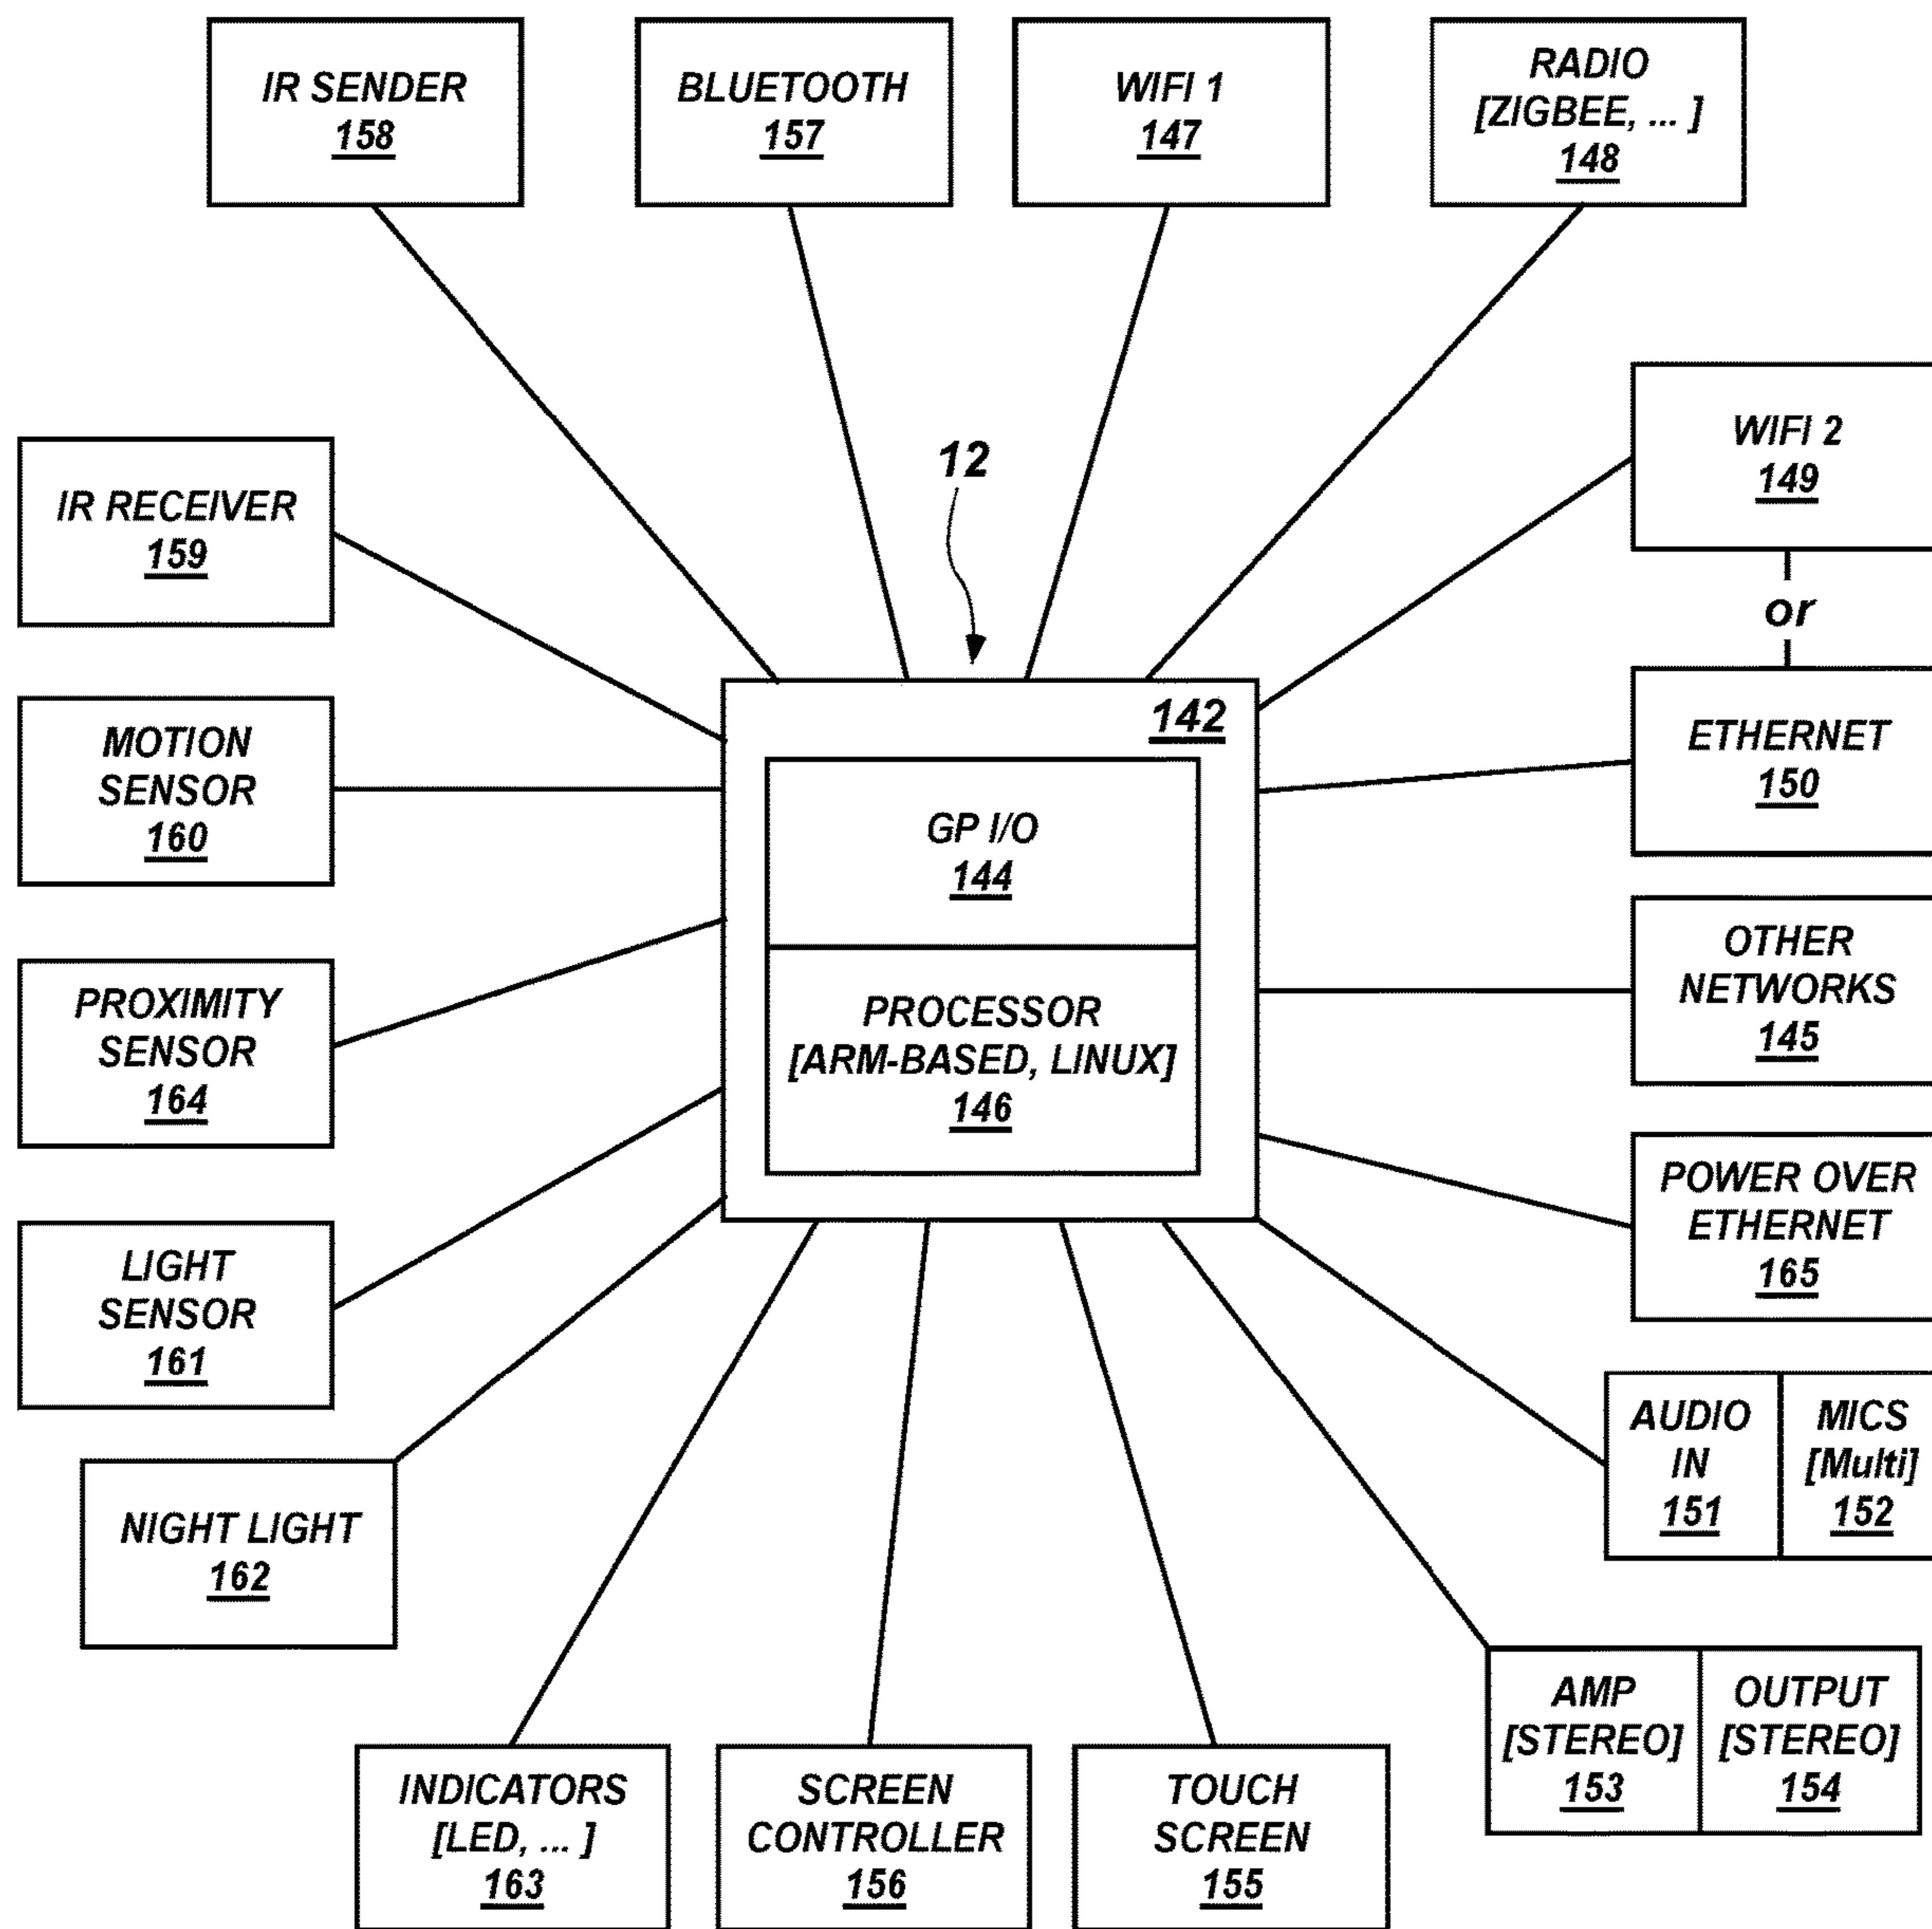 IR SENDER
158
BLUETOOTH
157
WIFI 1
147
RADIO
[ZIGBEE, ... ]
148
WIFI 2
149
or
12
IR RECEIVER
159
142
MOTION
SENSOR
160
GP I/O
144
ETHERNET
150
PROXIMITY
SENSOR
164
PROCESSOR
[ARM-BASED, LINUX]
146
OTHER
NETWORKS
145
POWER OVER
ETHERNET
165
LIGHT
SENSOR
161
AUDIO
IN
151
MICS
[Multi]
152
NIGHT LIGHT
162
AMP
[STEREO]
153
OUTPUT
[STEREO]
154
INDICATORS
[LED, ... ]
163
SCREEN
CONTROLLER
156
TOUCH
SCREEN
155